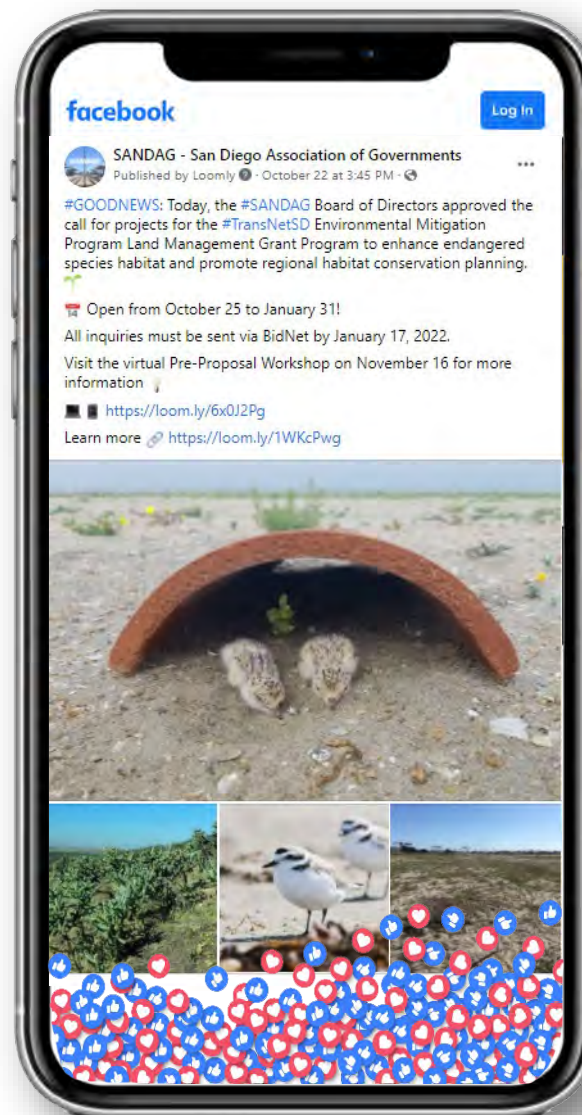 facebook
Log In
SANDAG - San Diego Association of Governments
Published by Loomly · October 22 at 3:45 PM ·
#GOODNEWS: Today, the #SANDAG Board of Directors approved the
call for projects for the #TransNetSD Environmental Mitigation
Program Land Management Grant Program to enhance endangered
species habitat and promote regional habitat conservation planning.
Open from October 25 to January 31!
All inquiries must be sent via BidNet by January 17, 2022.
Visit the virtual Pre-Proposal Workshop on November 16 for more
information
https://loom.ly/6x0J2Pg
Learn more https://loom.ly/1WKcPwg